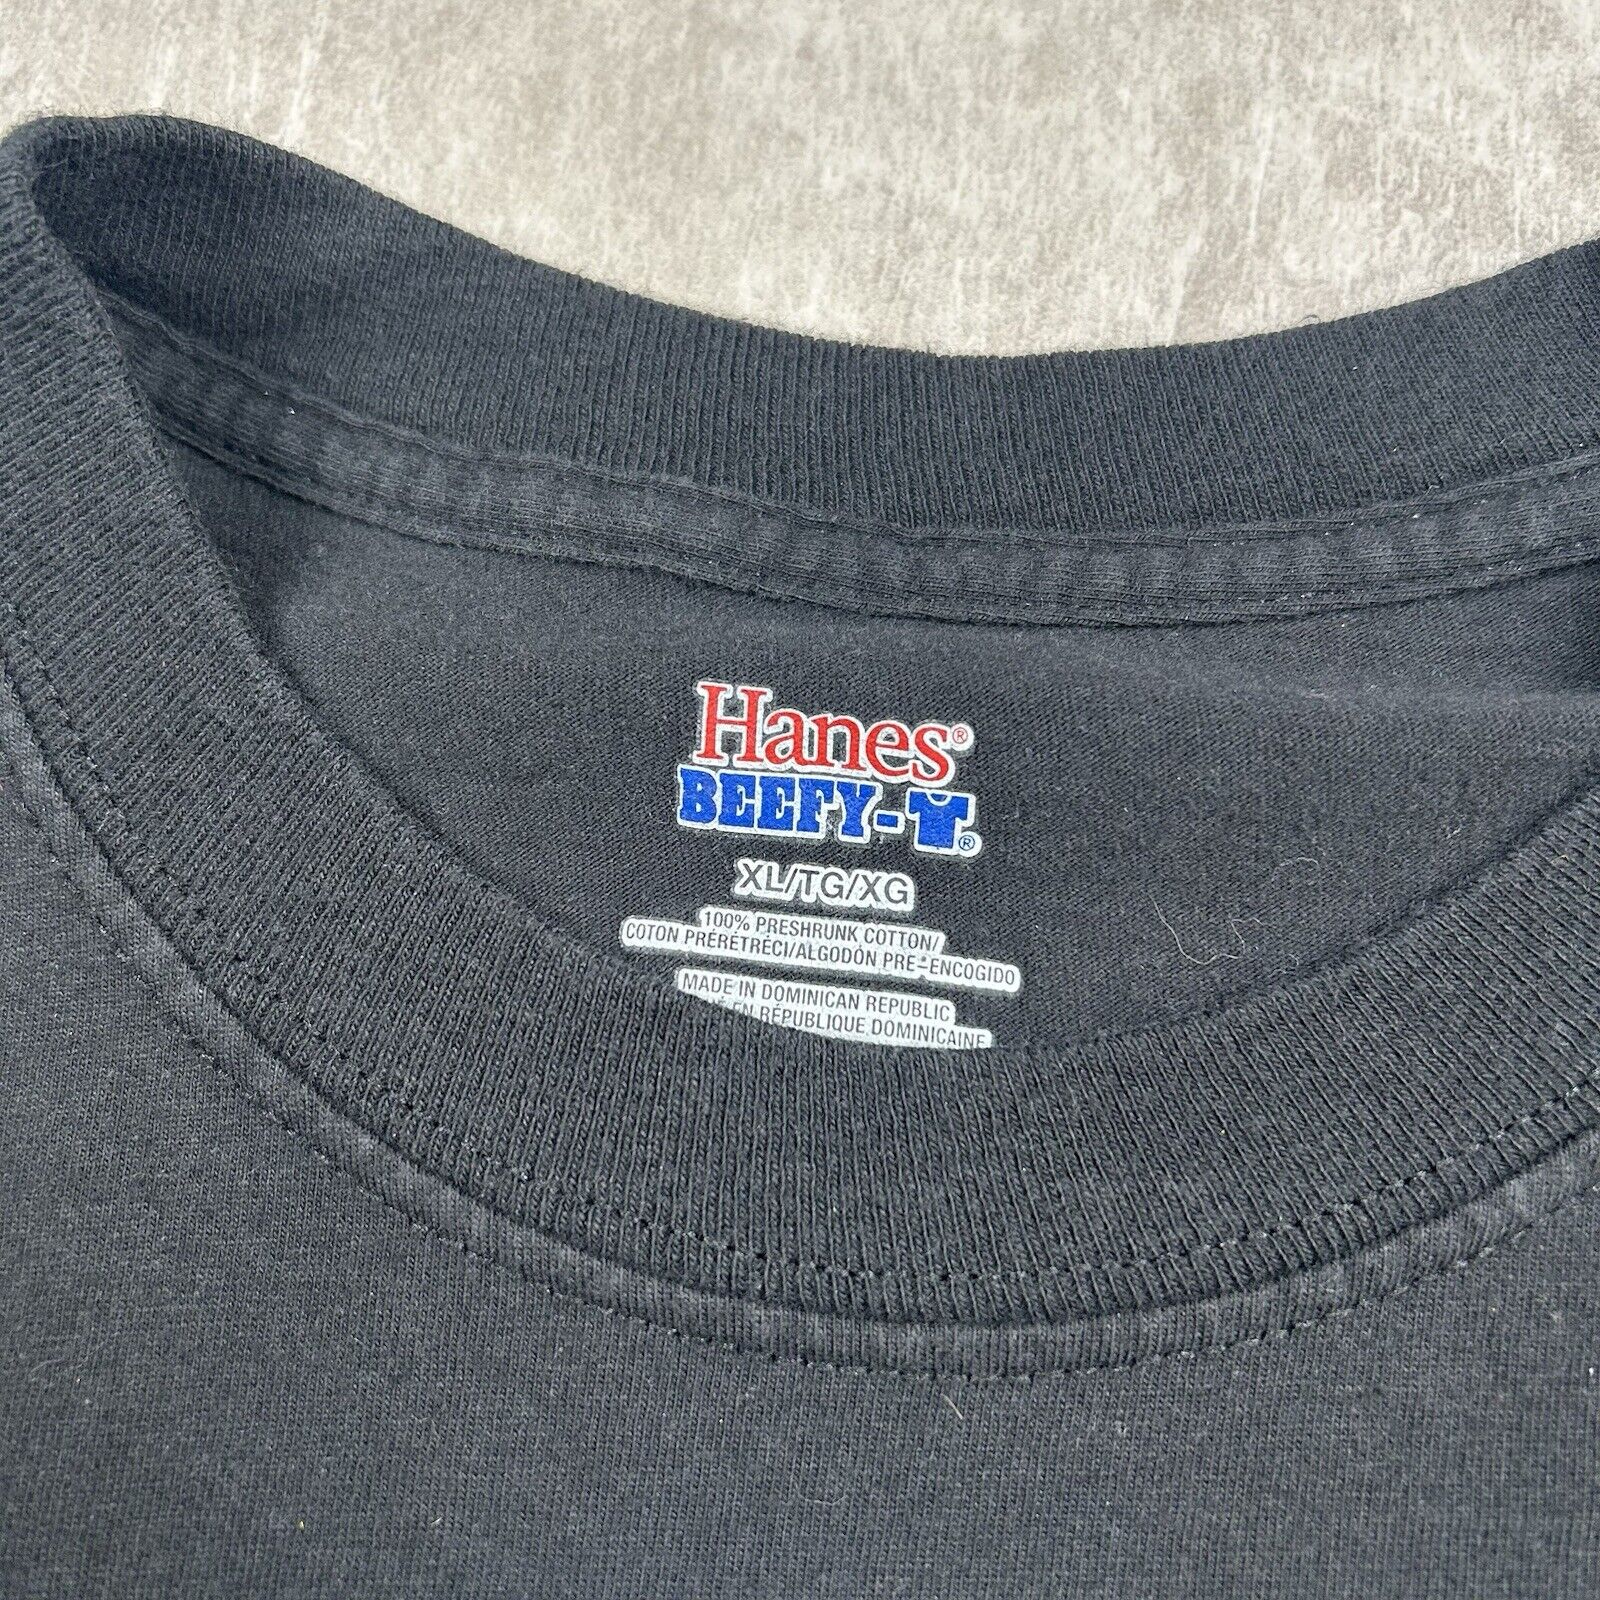 Hanes®
BEEFY-T®
XL/TG/XG
100% PRESHRUNK COTTON/
COTON PRÉRÉTRÉCI/ALGODÓN PRE-ENCOGIDO
MADE IN DOMINICAN REPUBLIC
EN RÉPUBLIQUE DOMINICAINE